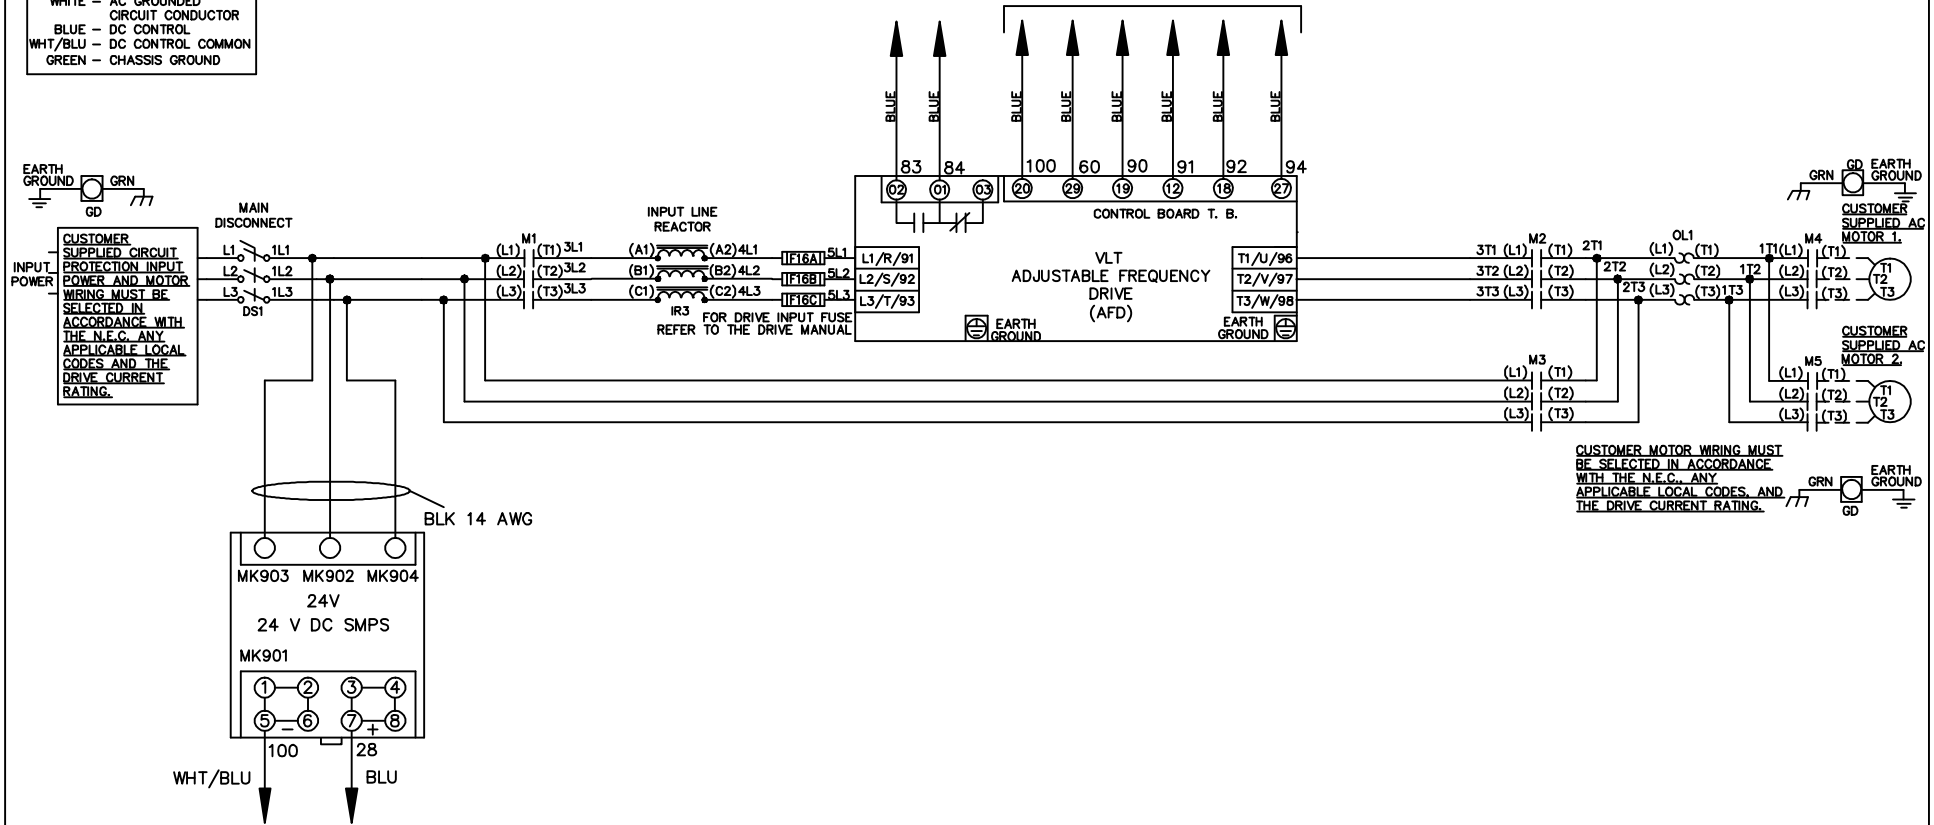 WHITE – AC GROUNDED
CIRCUIT CONDUCTOR
BLUE – DC CONTROL
WHT/BLU – DC CONTROL COMMON
GREEN – CHASSIS GROUND
BLUE
BLUE
BLUE
BLUE
BLUE
BLUE
BLUE
BLUE
83
84
100
60
90
91
92
94
02
01
03
20
29
19
12
18
27
CONTROL BOARD T. B.
EARTH
GROUND
GRN
GD
MAIN
DISCONNECT
INPUT
POWER
CUSTOMER
SUPPLIED CIRCUIT
PROTECTION INPUT
POWER AND MOTOR
WIRING MUST BE
SELECTED IN
ACCORDANCE WITH
THE N.E.C. ANY
APPLICABLE LOCAL
CODES AND THE
DRIVE CURRENT
RATING.
L1 1L1
L2 1L2
L3 1L3
DS1
M1
(L1) (T1) 3L1
(L2) (T2) 3L2
(L3) (T3) 3L3
INPUT LINE
REACTOR
(A1) (A2) 4L1
(B1) (B2) 4L2
(C1) (C2) 4L3
IR3
F16A 5L1
F16B 5L2
F16C 5L3
FOR DRIVE INPUT FUSE
REFER TO THE DRIVE MANUAL
L1/R/91
L2/S/92
L3/T/93
VLT
ADJUSTABLE FREQUENCY
DRIVE
(AFD)
T1/U/96
T2/V/97
T3/W/98
EARTH
GROUND
EARTH
GROUND
M2
3T1 (L1) (T1) 2T1
3T2 (L2) (T2) 2T2
3T3 (L3) (T3) 2T3
OL1
(L1) (T1) 1T1
(L2) (T2) 1T2
(L3) (T3) 1T3
M4
(L1) (T1)
(L2) (T2)
(L3) (T3)
T1
T2
T3
GRN
GD
EARTH
GROUND
CUSTOMER
SUPPLIED AC
MOTOR 1.
M3
(L1) (T1)
(L2) (T2)
(L3) (T3)
M5
(L1) (T1)
(L2) (T2)
(L3) (T3)
T1
T2
T3
CUSTOMER
SUPPLIED AC
MOTOR 2.
CUSTOMER MOTOR WIRING MUST
BE SELECTED IN ACCORDANCE
WITH THE N.E.C., ANY
APPLICABLE LOCAL CODES, AND
THE DRIVE CURRENT RATING.
GRN
GD
EARTH
GROUND
BLK 14 AWG
MK903 MK902 MK904
24V
24 V DC SMPS
MK901
1 2 3 4
5 – 6 7 + 8
100
28
WHT/BLU
BLU